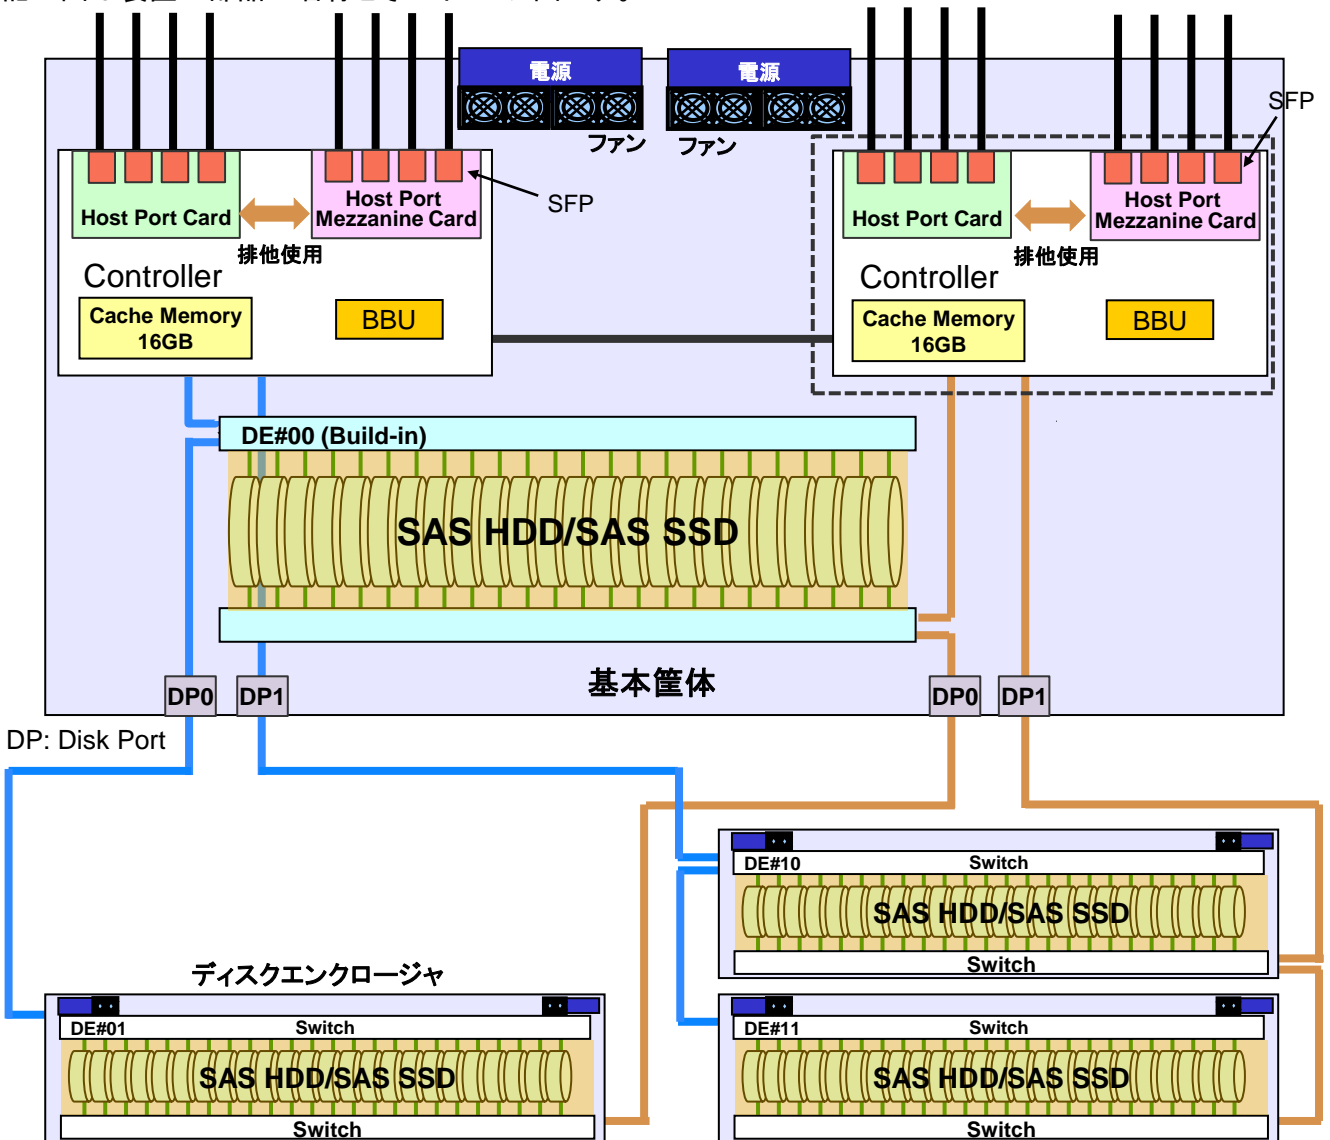 電源
電源
SFP
ファン
ファン
SFP
Host Port Card
Host Port
Mezzanine Card
排他使用
Controller
Cache Memory
16GB
BBU
Host Port Card
Host Port
Mezzanine Card
排他使用
Controller
Cache Memory
16GB
BBU
DE#00 (Build-in)
SAS HDD/SAS SSD
基本筐体
DP0
DP1
DP0
DP1
DP: Disk Port
DE#10
Switch
SAS HDD/SAS SSD
Switch
ディスクエンクロージャ
DE#01
Switch
SAS HDD/SAS SSD
Switch
DE#11
Switch
SAS HDD/SAS SSD
Switch